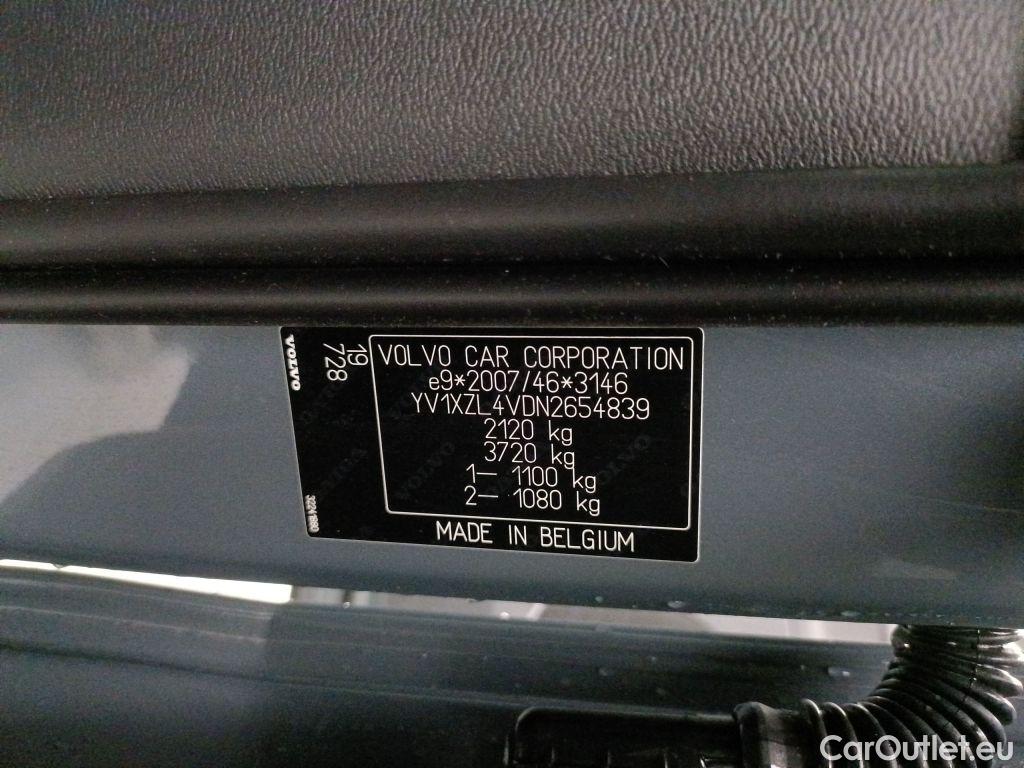 VOLVO
19
728
VOLVO CAR CORPORATION
e9*2007/46*3146
YV1XZL4VDN2654839
2120 kg
3720 kg
1— 1100 kg
2— 1080 kg
MADE IN BELGIUM
CarOutlet.eu